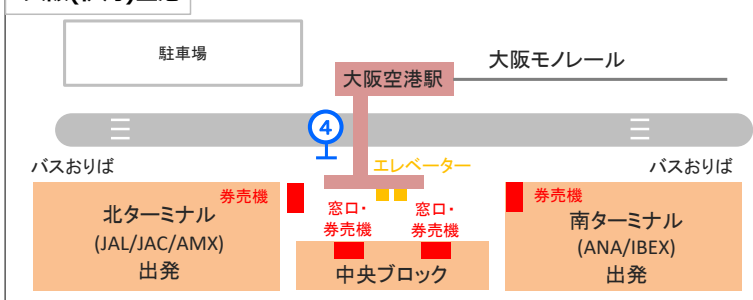 駐車場
大阪モノレール
大阪空港駅
4
バスおりば
エレベーター
バスおりば
券売機
窓口・
券売機
窓口・
券売機
券売機
北ターミナル
(JAL/JAC/AMX)
出発
中央ブロック
南ターミナル
(ANA/IBEX)
出発